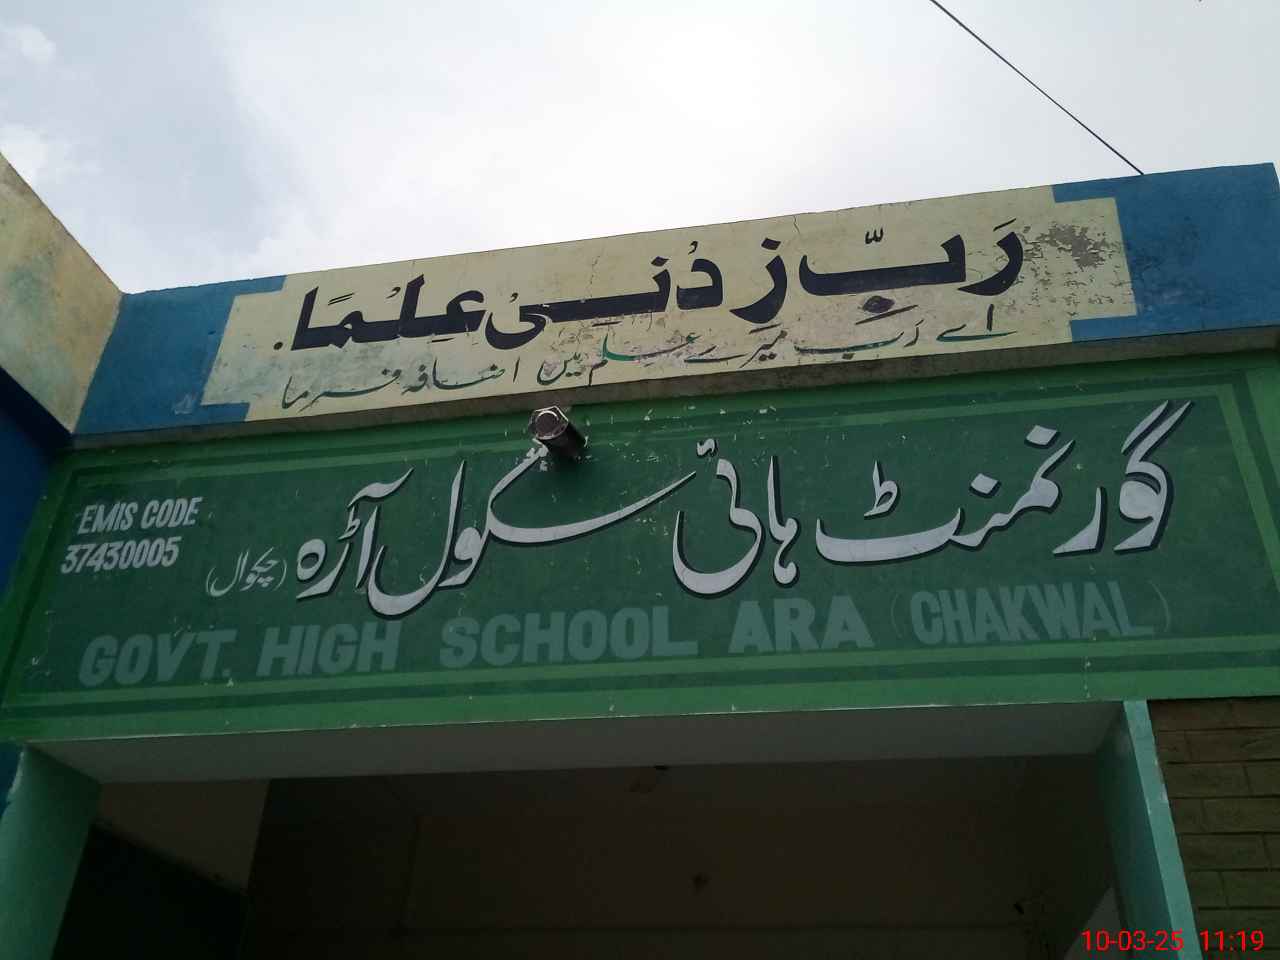 رَبِّ زِدْنِیْ عِلْمًا.
اے رب میرے علم میں اضافہ فرما
گورنمنٹ ہائی سکول آڑہ (چکوال)
EMIS CODE
37430005
GOVT. HIGH SCHOOL ARA (CHAKWAL)
10-03-25 11:19